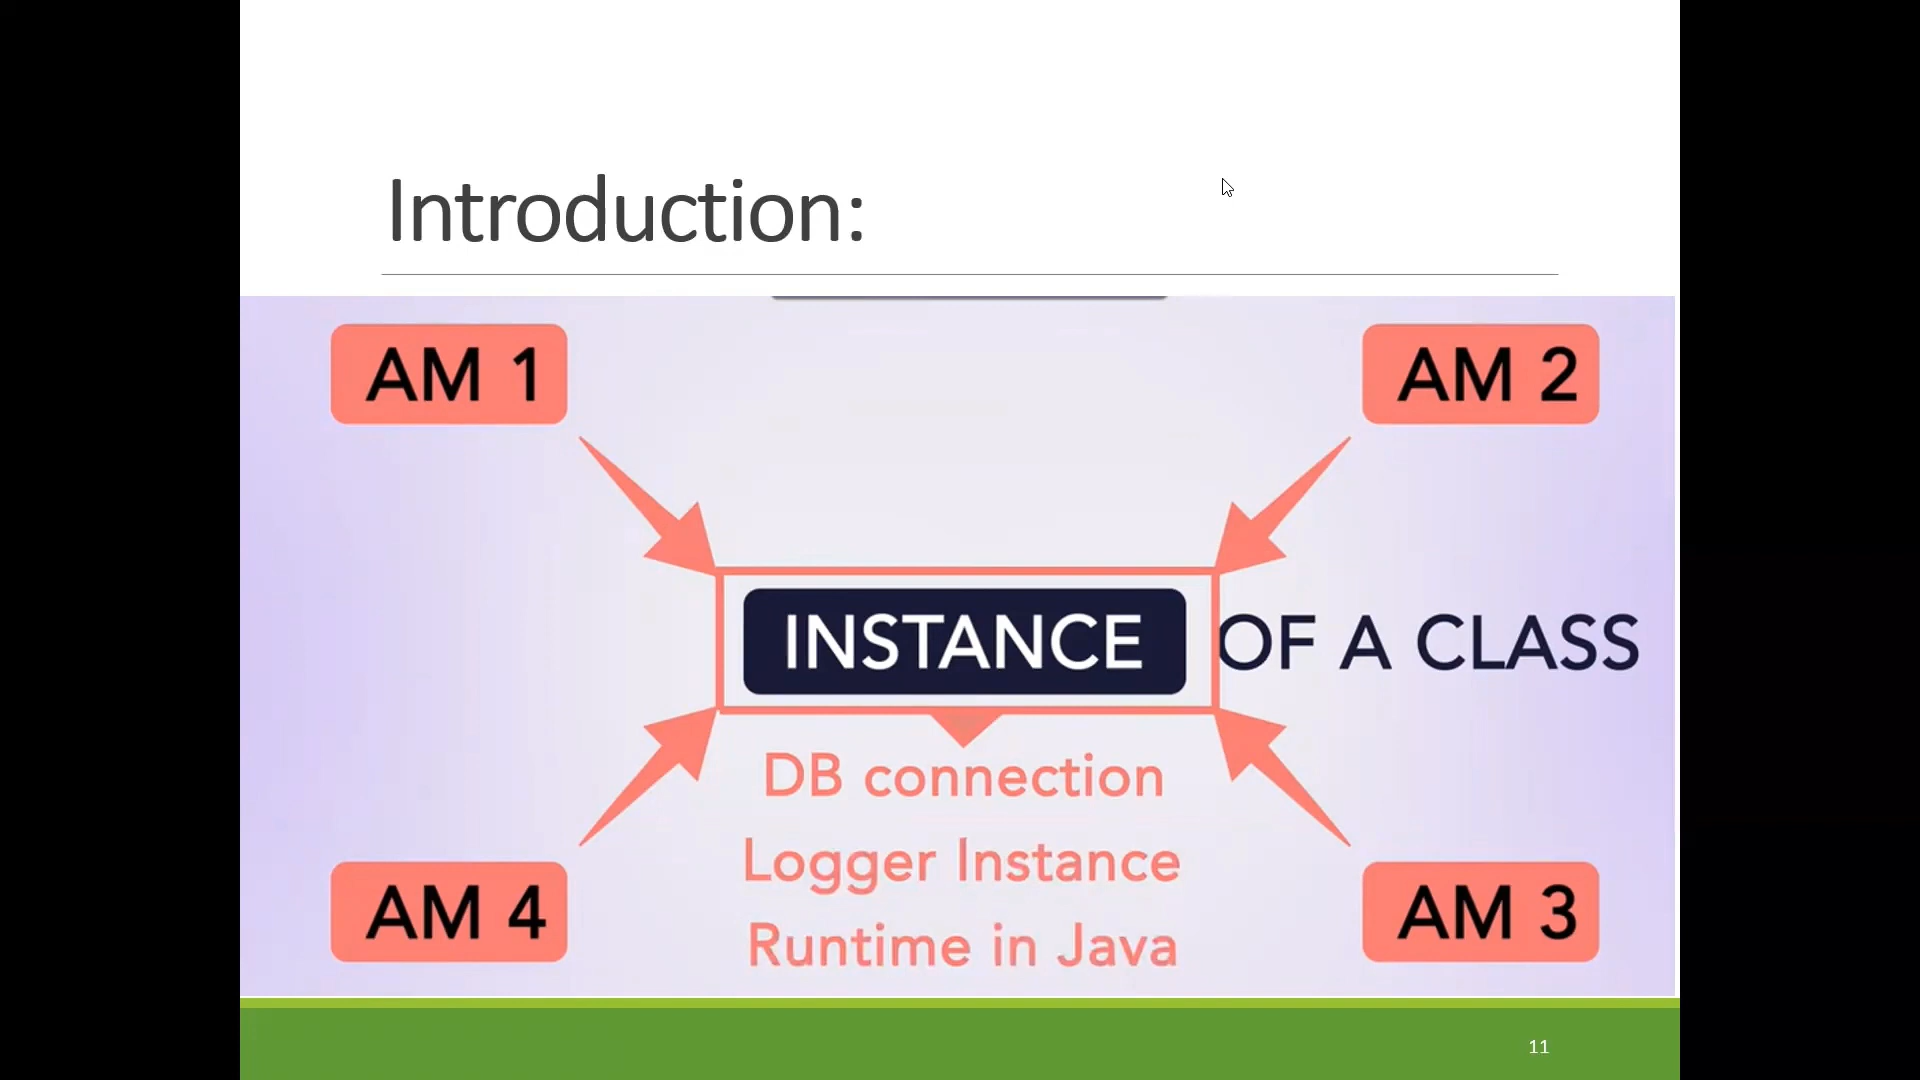 Introduction:
AM 1
AM 2
INSTANCE OF A CLASS
DB connection
Logger Instance
Runtime in Java
AM 4
AM 3
11